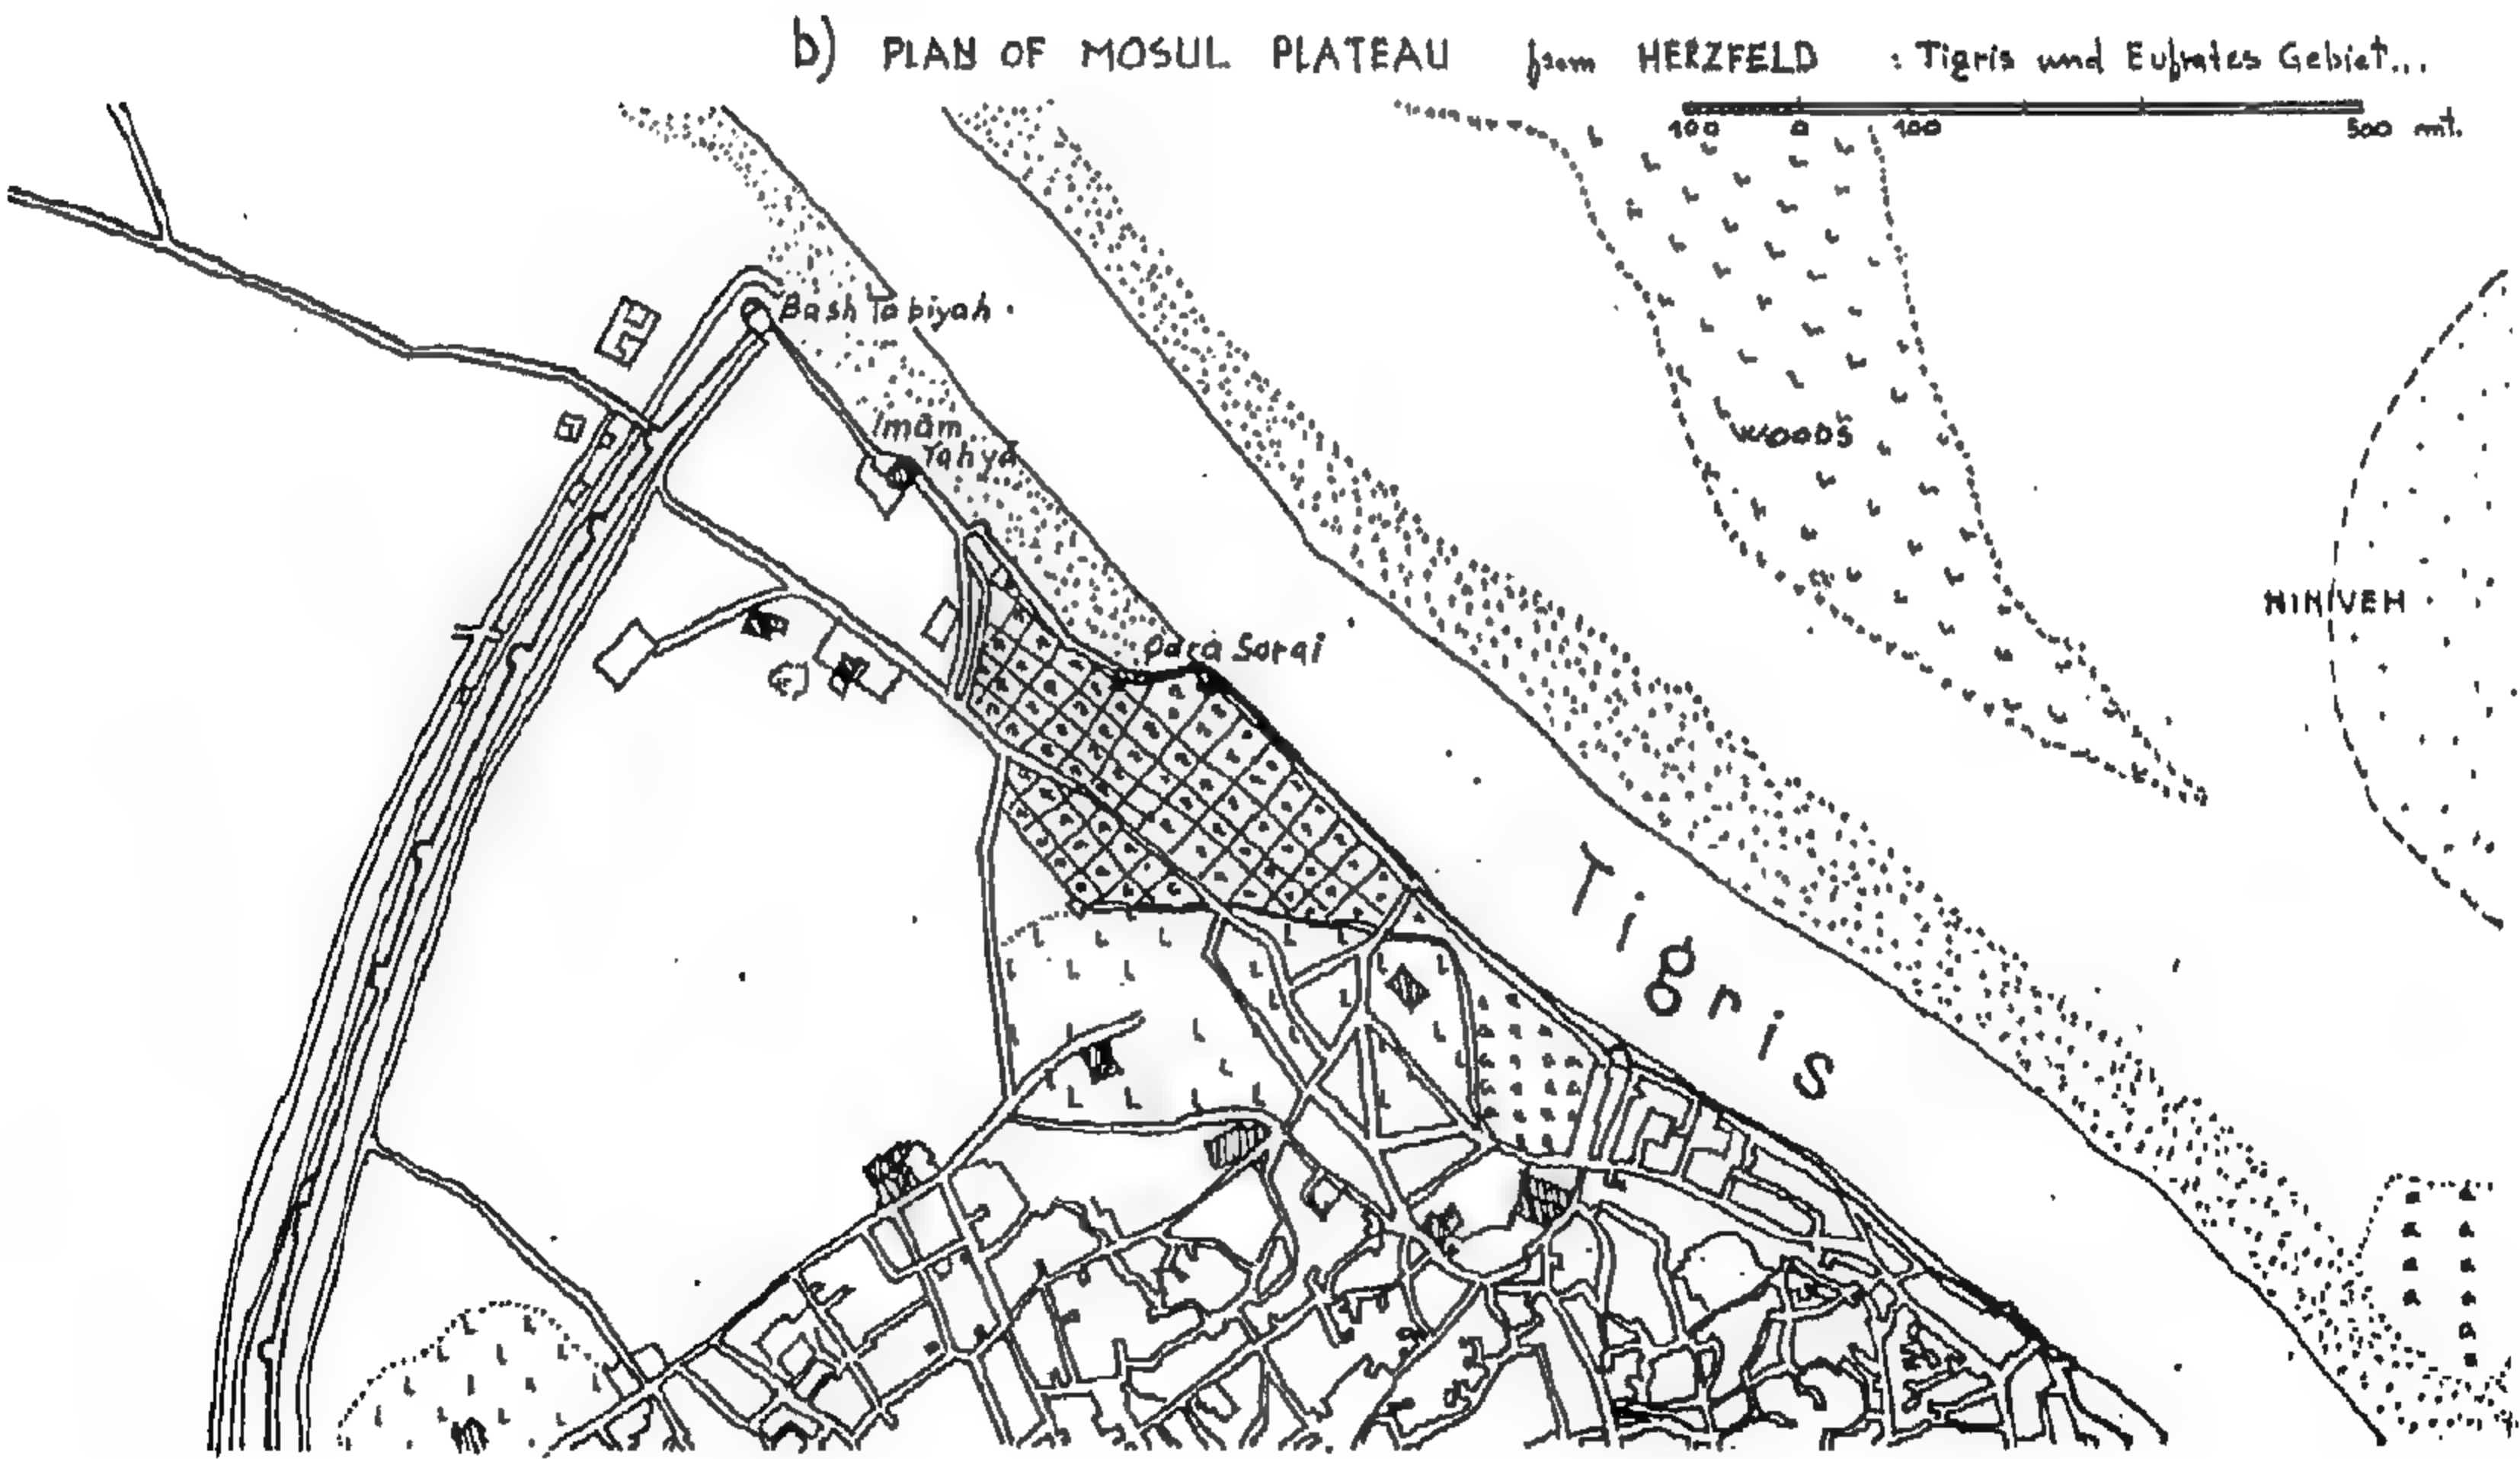 b) PLAN OF MOSUL PLATEAU from HERZFELD : Tigris und Eufrates Gebiet...
100 0 100 500 mt.
Bash Tabiyah
Imām
Yahyā
WOODS
NINIVEH
Qara Sarai
Tigris